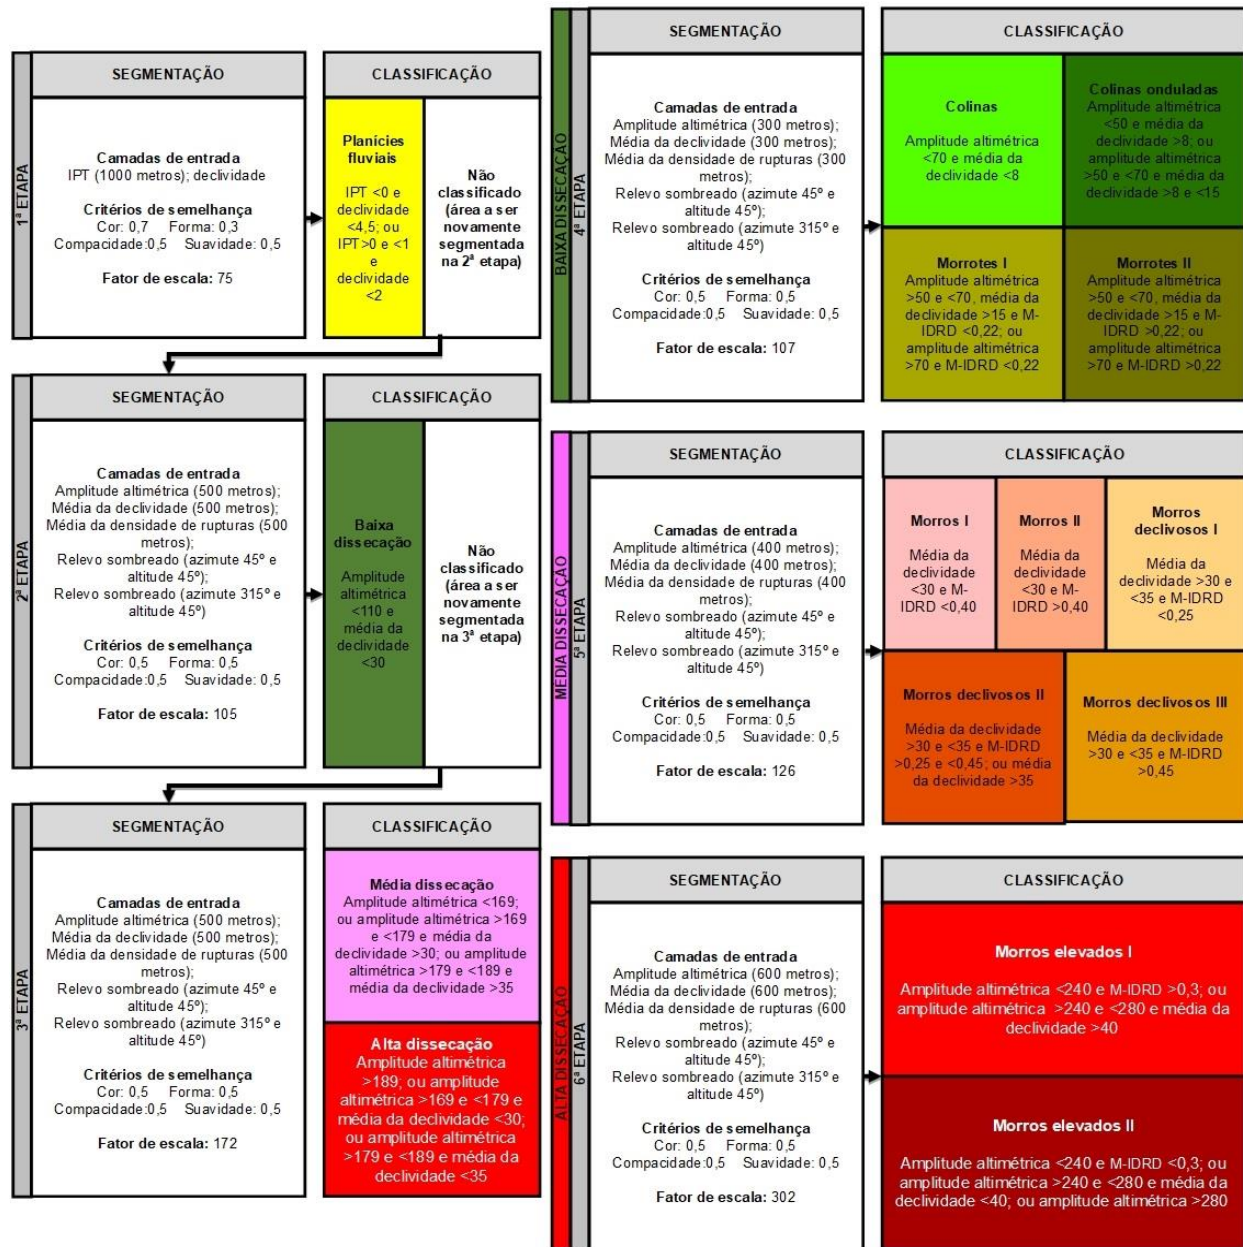 1ª ETAPA
SEGMENTAÇÃO
Camadas de entrada
IPT (1000 metros); declividade
Critérios de semelhança
Cor: 0,7 Forma: 0,3
Compacidade:0,5 Suavidade: 0,5
Fator de escala: 75
CLASSIFICAÇÃO
Planícies
fluviais
IPT <0 e
declividade
<4,5; ou
IPT>0 e <1
e
declividade
<2
Não
classificado
(área a ser
novamente
segmentada
na 2ª etapa)
2ª ETAPA
SEGMENTAÇÃO
Camadas de entrada
Amplitude altimétrica (500 metros);
Média da declividade (500 metros);
Média da densidade de rupturas (500
metros);
Relevo sombreado (azimute 45º e
altitude 45º);
Relevo sombreado (azimute 315º e
altitude 45º)
Critérios de semelhança
Cor: 0,5 Forma: 0,5
Compacidade:0,5 Suavidade: 0,5
Fator de escala: 105
CLASSIFICAÇÃO
Baixa
dissecação
Amplitude
altimétrica
<110 e
média da
declividade
<30
Não
classificado
(área a ser
novamente
segmentada
na 3ª etapa)
3ª ETAPA
SEGMENTAÇÃO
Camadas de entrada
Amplitude altimétrica (500 metros);
Média da declividade (500 metros);
Média da densidade de rupturas (500
metros);
Relevo sombreado (azimute 45º e
altitude 45º);
Relevo sombreado (azimute 315º e
altitude 45º)
Critérios de semelhança
Cor: 0,5 Forma: 0,5
Compacidade:0,5 Suavidade: 0,5
Fator de escala: 172
CLASSIFICAÇÃO
Média dissecação
Amplitude altimétrica <169;
ou amplitude altimétrica >169
e <179 e média da
declividade >30; ou amplitude
altimétrica >179 e <189 e
média da declividade >35
Alta dissecação
Amplitude altimétrica
>189; ou amplitude
altimétrica >169 e <179 e
média da declividade <30;
ou amplitude altimétrica
>179 e <189 e média da
declividade <35
BAIXA DISSECAÇÃO
4ª ETAPA
SEGMENTAÇÃO
Camadas de entrada
Amplitude altimétrica (300 metros);
Média da declividade (300 metros);
Média da densidade de rupturas (300
metros);
Relevo sombreado (azimute 45º e
altitude 45º);
Relevo sombreado (azimute 315º e
altitude 45º)
Critérios de semelhança
Cor: 0,5 Forma: 0,5
Compacidade:0,5 Suavidade: 0,5
Fator de escala: 107
CLASSIFICAÇÃO
Colinas
Amplitude altimétrica
<70 e média da
declividade <8
Colinas onduladas
Amplitude altimétrica
<50 e média da
declividade >8; ou
amplitude altimétrica
>50 e <70 e média da
declividade >8 e <15
Morrotes I
Amplitude altimétrica
>50 e <70, média da
declividade >15 e M-
IDRD <0,22; ou
amplitude altimétrica
>70 e M-IDRD <0,22
Morrotes II
Amplitude altimétrica
>50 e <70, média da
declividade >15 e M-
IDRD >0,22; ou
amplitude altimétrica
>70 e M-IDRD >0,22
MÉDIA DISSECAÇÃO
5ª ETAPA
SEGMENTAÇÃO
Camadas de entrada
Amplitude altimétrica (400 metros);
Média da declividade (400 metros);
Média da densidade de rupturas (400
metros);
Relevo sombreado (azimute 45º e
altitude 45º);
Relevo sombreado (azimute 315º e
altitude 45º)
Critérios de semelhança
Cor: 0,5 Forma: 0,5
Compacidade:0,5 Suavidade: 0,5
Fator de escala: 126
CLASSIFICAÇÃO
Morros I
Média da
declividade
<30 e M-
IDRD <0,40
Morros II
Média da
declividade
<30 e M-
IDRD >0,40
Morros
declivosos I
Média da
declividade >30 e
<35 e M-IDRD
<0,25
Morros declivosos II
Média da declividade
>30 e <35 e M-IDRD
>0,25 e <0,45; ou média
da declividade >35
Morros declivosos III
Média da declividade
>30 e <35 e M-IDRD
>0,45
ALTA DISSECAÇÃO
6ª ETAPA
SEGMENTAÇÃO
Camadas de entrada
Amplitude altimétrica (600 metros);
Média da declividade (600 metros);
Média da densidade de rupturas (600
metros);
Relevo sombreado (azimute 45º e
altitude 45º);
Relevo sombreado (azimute 315º e
altitude 45º)
Critérios de semelhança
Cor: 0,5 Forma: 0,5
Compacidade:0,5 Suavidade: 0,5
Fator de escala: 302
CLASSIFICAÇÃO
Morros elevados I
Amplitude altimétrica <240 e M-IDRD >0,3; ou
amplitude altimétrica >240 e <280 e média da
declividade >40
Morros elevados II
Amplitude altimétrica <240 e M-IDRD <0,3; ou
amplitude altimétrica >240 e <280 e média da
declividade <40; ou amplitude altimétrica >280